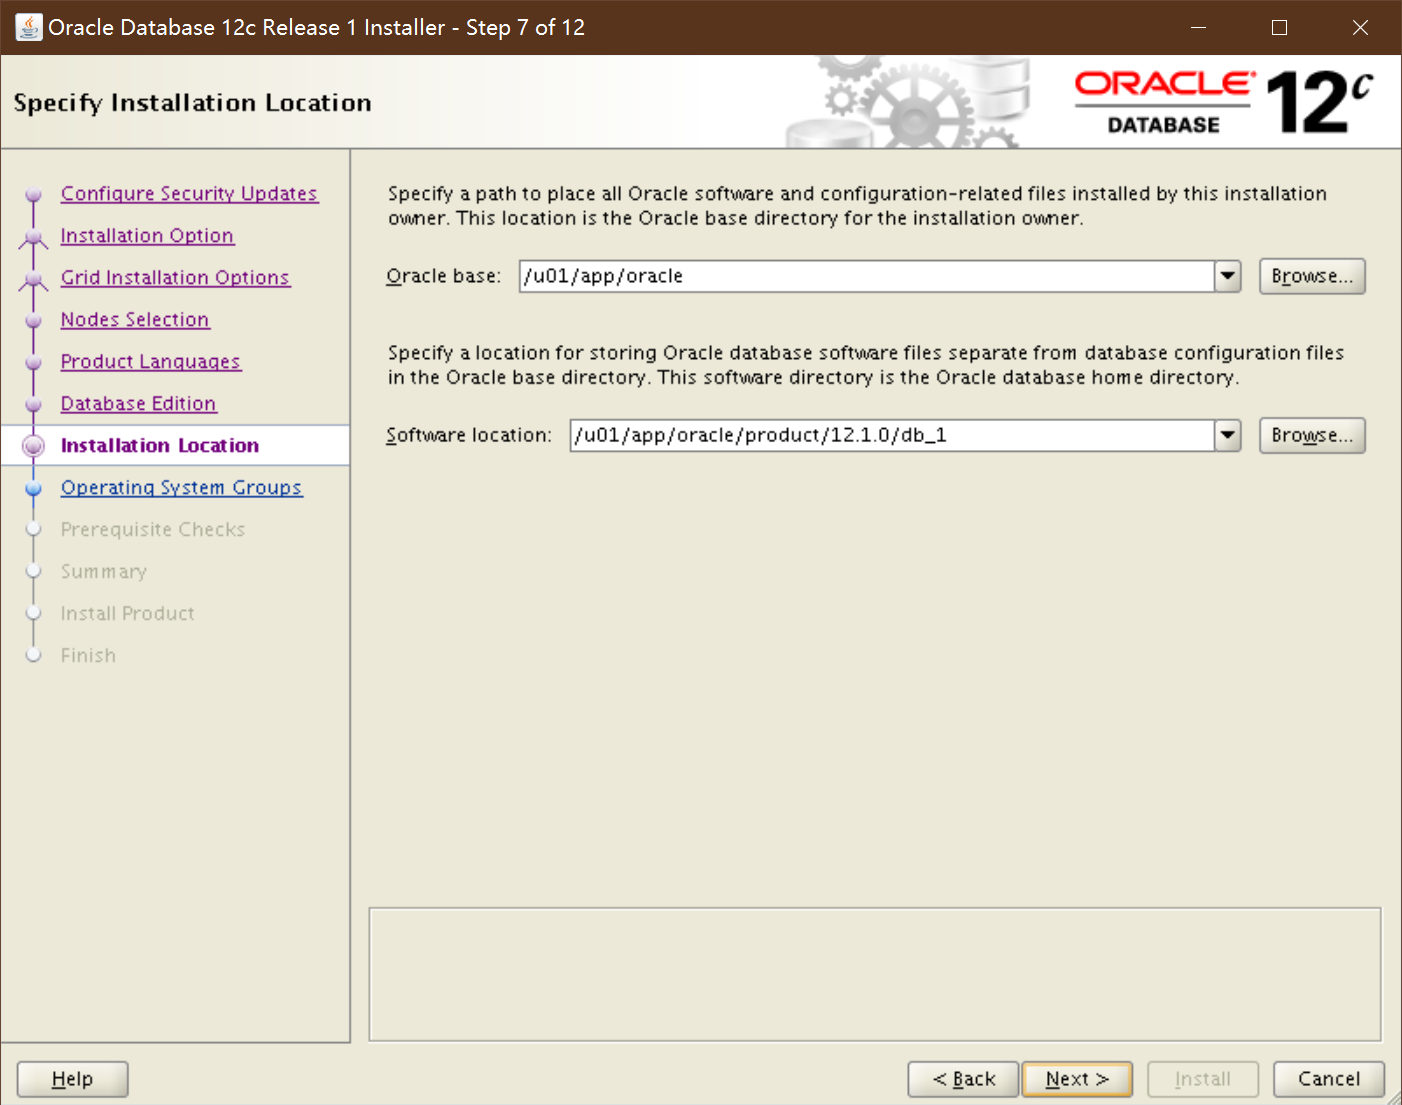 Oracle Database 12c Release 1 Installer - Step 7 of 12
Specify Installation Location
ORACLE
DATABASE
12c
Configure Security Updates
Installation Option
Grid Installation Options
Nodes Selection
Product Languages
Database Edition
Installation Location
Operating System Groups
Prerequisite Checks
Summary
Install Product
Finish
Specify a path to place all Oracle software and configuration-related files installed by this installation
owner. This location is the Oracle base directory for the installation owner.
Oracle base: /u01/app/oracle Browse...
Specify a location for storing Oracle database software files separate from database configuration files
in the Oracle base directory. This software directory is the Oracle database home directory.
Software location: /u01/app/oracle/product/12.1.0/db_1 Browse...
Help < Back Next > Install Cancel